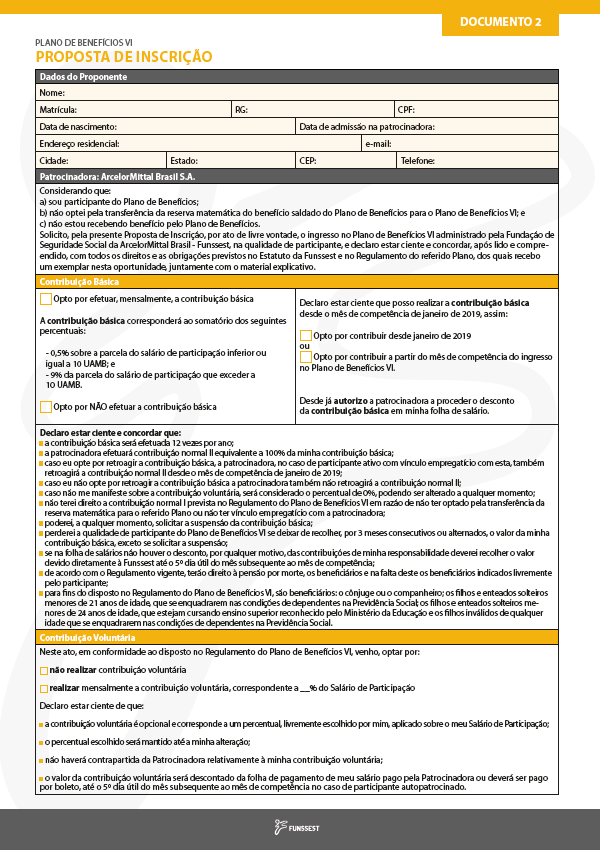 DOCUMENTO 2
PLANO DE BENEFÍCIOS VI
PROPOSTA DE INSCRIÇÃO
Dados do Proponente
Nome:
Matrícula: RG: CPF:
Data de nascimento: Data de admissão na patrocinadora:
Endereço residencial: e-mail:
Cidade: Estado: CEP: Telefone:
Patrocinadora: ArcelorMittal Brasil S.A.
Considerando que:
a) sou participante do Plano de Benefícios;
b) não optei pela transferência da reserva matemática do benefício saldado do Plano de Benefícios para o Plano de Benefícios VI; e
c) não estou recebendo benefício pelo Plano de Benefícios.
Solicito, pela presente Proposta de Inscrição, por ato de livre vontade, o ingresso no Plano de Benefícios VI administrado pela Fundação de
Seguridade Social da ArcelorMittal Brasil - Funssest, na qualidade de participante, e declaro estar ciente e concordar, após lido e compre-
endido, com todos os direitos e as obrigações previstos no Estatuto da Funssest e no Regulamento do referido Plano, dos quais recebo
um exemplar nesta oportunidade, juntamente com o material explicativo.
Contribuição Básica
Opto por efetuar, mensalmente, a contribuição básica
A contribuição básica corresponderá ao somatório dos seguintes
percentuais:
- 0,5% sobre a parcela do salário de participação inferior ou
igual a 10 UAMB; e
- 9% da parcela do salário de participação que exceder a
10 UAMB.
Opto por NÃO efetuar a contribuição básica
Declaro estar ciente que posso realizar a contribuição básica
desde o mês de competência de janeiro de 2019, assim:
Opto por contribuir desde janeiro de 2019
ou
Opto por contribuir a partir do mês de competência do ingresso
no Plano de Benefícios VI.
Desde já autorizo a patrocinadora a proceder o desconto
da contribuição básica em minha folha de salário.
Declaro estar ciente e concordar que:
a contribuição básica será efetuada 12 vezes por ano;
a patrocinadora efetuará contribuição normal II equivalente a 100% da minha contribuição básica;
caso eu opte por retroagir a contribuição básica, a patrocinadora, no caso de participante ativo com vínculo empregatício com esta, também
retroagirá a contribuição normal II desde o mês de competência de janeiro de 2019;
caso eu não opte por retroagir a contribuição básica a patrocinadora também não retroagirá a contribuição normal II;
caso não me manifeste sobre a contribuição voluntária, será considerado o percentual de 0%, podendo ser alterado a qualquer momento;
não terei direito a contribuição normal I prevista no Regulamento do Plano de Benefícios VI em razão de não ter optado pela transferência da
reserva matemática para o referido Plano ou não ter vínculo empregatício com a patrocinadora;
poderei, a qualquer momento, solicitar a suspensão da contribuição básica;
perderei a qualidade de participante do Plano de Benefícios VI se deixar de recolher, por 3 meses consecutivos ou alternados, o valor da minha
contribuição básica, exceto se solicitar a suspensão;
se na folha de salários não houver o desconto, por qualquer motivo, das contribuições de minha responsabilidade deverei recolher o valor
devido diretamente à Funssest até o 5º dia útil do mês subsequente ao mês de competência;
de acordo com o Regulamento vigente, terão direito à pensão por morte, os beneficiários e na falta deste os beneficiários indicados livremente
pelo participante;
para fins do disposto no Regulamento do Plano de Benefícios VI, são beneficiários: o cônjuge ou o companheiro; os filhos e enteados solteiros
menores de 21 anos de idade, que se enquadrarem nas condições de dependentes na Previdência Social; os filhos e enteados solteiros me-
nores de 24 anos de idade, que estejam cursando ensino superior reconhecido pelo Ministério da Educação e os filhos inválidos de qualquer
idade que se enquadrarem nas condições de dependentes na Previdência Social.
Contribuição Voluntária
Neste ato, em conformidade ao disposto no Regulamento do Plano de Benefícios VI, venho, optar por:
não realizar contribuição voluntária
realizar mensalmente a contribuição voluntária, correspondente a __% do Salário de Participação
Declaro estar ciente de que:
a contribuição voluntária é opcional e corresponde a um percentual, livremente escolhido por mim, aplicado sobre o meu Salário de Participação;
o percentual escolhido será mantido até a minha alteração;
não haverá contrapartida da Patrocinadora relativamente à minha contribuição voluntária;
o valor da contribuição voluntária será descontado da folha de pagamento de meu salário pago pela Patrocinadora ou deverá ser pago
por boleto, até o 5º dia útil do mês subsequente ao mês de competência no caso de participante autopatrocinado.
FUNSSEST